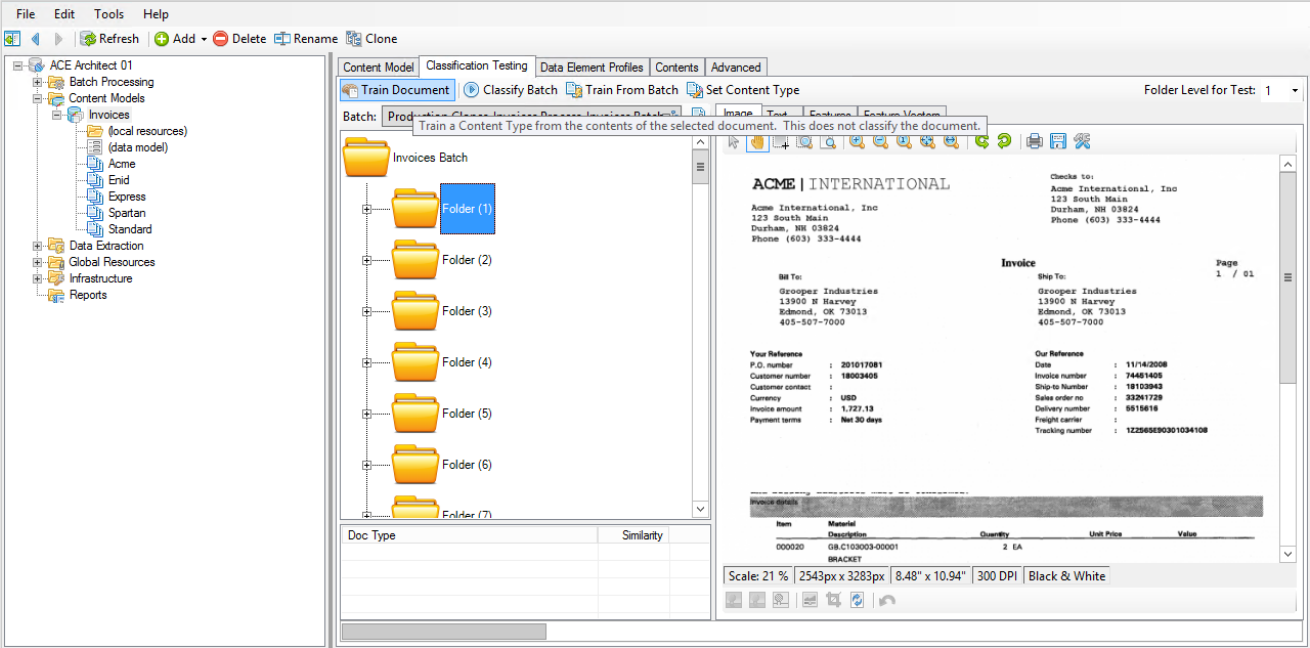 File Edit Tools Help
Refresh Add Delete Rename Clone
ACE Architect 01
Batch Processing
Content Models
Invoices
(local resources)
(data model)
Acme
Enid
Express
Spartan
Standard
Data Extraction
Global Resources
Infrastructure
Reports
Content Model Classification Testing Data Element Profiles Contents Advanced
Train Document Classify Batch Train From Batch Set Content Type Folder Level for Test: 1
Batch:
Image Text Features Feature Vectors
Train a Content Type from the contents of the selected document. This does not classify the document.
Invoices Batch
Folder (1)
Folder (2)
Folder (3)
Folder (4)
Folder (5)
Folder (6)
Folder (7)
Doc Type Similarity
ACME | INTERNATIONAL
Acme International, Inc
123 South Main
Durham, NH 03824
Phone (603) 333-4444
Checks to:
Acme International, Inc
123 South Main
Durham, NH 03824
Phone (603) 333-4444
Invoice
Page
1 / 01
Bill To:
Grooper Industries
13900 N Harvey
Edmond, OK 73013
405-507-7000
Ship To:
Grooper Industries
13900 N Harvey
Edmond, OK 73013
405-507-7000
Your Reference
P.O. number : 201017081
Customer number : 18003405
Customer contact :
Currency : USD
Invoice amount : 1,727.13
Payment terms : Net 30 days
Our Reference
Date : 11/14/2008
Invoice number : 74461405
Ship-to Number : 18103943
Sales order no : 33241729
Delivery number : 5515616
Freight carrier :
Tracking number : 1Z2565E90301034108
Invoice details
Item Material
Description Quantity Unit Price Value
000020 GB.C103003-00001 2 EA
BRACKET
Scale: 21 % 2543px x 3283px 8.48" x 10.94" 300 DPI Black & White